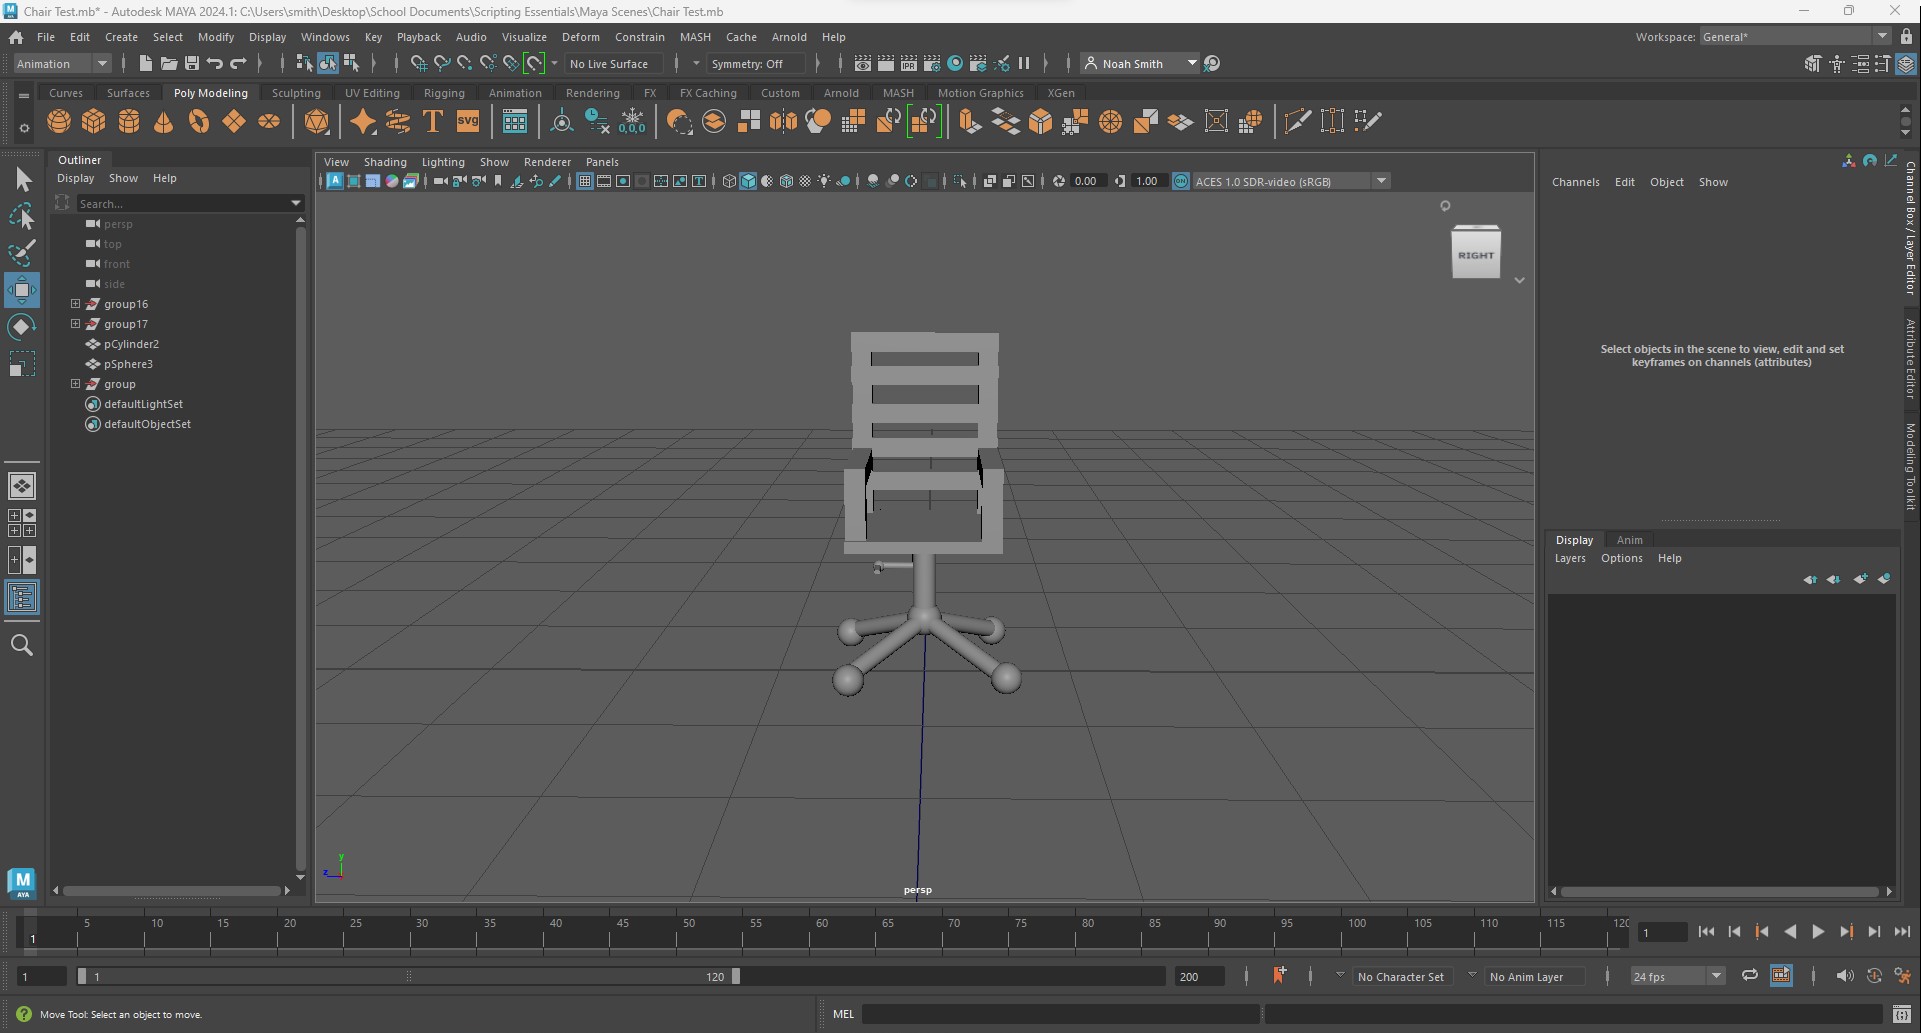 Chair Test.mb* - Autodesk MAYA 2024.1: C:\Users\smith\Desktop\School Documents\Scripting Essentials\Maya Scenes\Chair Test.mb
File Edit Create Select Modify Display Windows Key Playback Audio Visualize Deform Constrain MASH Cache Arnold Help
Workspace: General*
Animation
No Live Surface
Symmetry: Off
IPR
Noah Smith
Curves Surfaces Poly Modeling Sculpting UV Editing Rigging Animation Rendering FX FX Caching Custom Arnold MASH Motion Graphics XGen
T
svg
0,0,0
Outliner
Display Show Help
Search...
persp
top
front
side
group16
group17
pCylinder2
pSphere3
group
defaultLightSet
defaultObjectSet
M
AYA
View Shading Lighting Show Renderer Panels
0.00
1.00
ON
ACES 1.0 SDR-video (sRGB)
RIGHT
y
z
persp
Channels Edit Object Show
Select objects in the scene to view, edit and set
keyframes on channels (attributes)
Channel Box / Layer Editor
Attribute Editor
Modeling Toolkit
Display Anim
Layers Options Help
5 10 15 20 25 30 35 40 45 50 55 60 65 70 75 80 85 90 95 100 105 110 115 120
1
1
1
1
120
200
No Character Set
No Anim Layer
24 fps
Move Tool: Select an object to move.
MEL